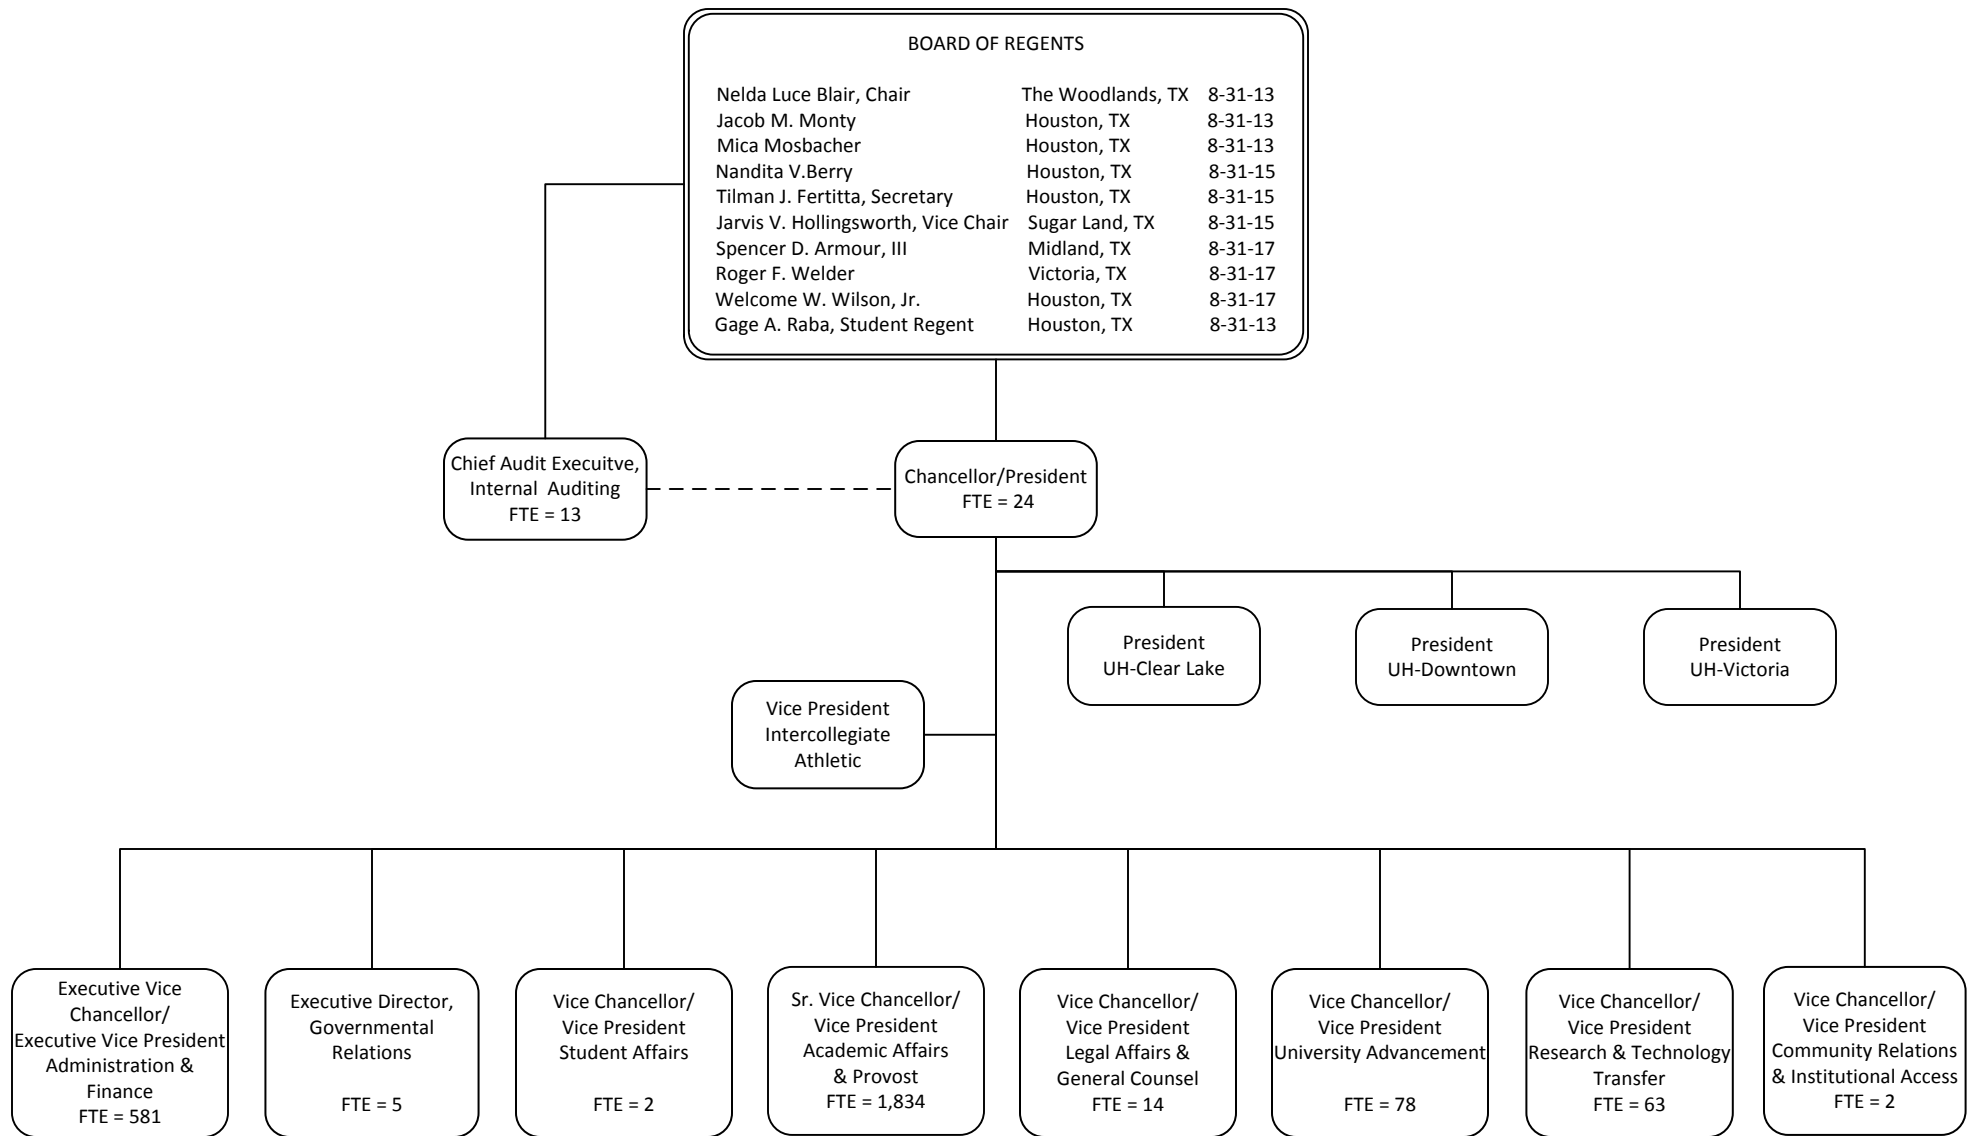 BOARD OF REGENTS
Nelda Luce Blair, Chair The Woodlands, TX 8-31-13
Jacob M. Monty Houston, TX 8-31-13
Mica Mosbacher Houston, TX 8-31-13
Nandita V.Berry Houston, TX 8-31-15
Tilman J. Fertitta, Secretary Houston, TX 8-31-15
Jarvis V. Hollingsworth, Vice Chair Sugar Land, TX 8-31-15
Spencer D. Armour, III Midland, TX 8-31-17
Roger F. Welder Victoria, TX 8-31-17
Welcome W. Wilson, Jr. Houston, TX 8-31-17
Gage A. Raba, Student Regent Houston, TX 8-31-13
Chief Audit Execuitve,
Internal Auditing
FTE = 13
Chancellor/President
FTE = 24
President
UH-Clear Lake
President
UH-Downtown
President
UH-Victoria
Vice President
Intercollegiate
Athletic
Executive Vice
Chancellor/
Executive Vice President
Administration &
Finance
FTE = 581
Executive Director,
Governmental
Relations
FTE = 5
Vice Chancellor/
Vice President
Student Affairs
FTE = 2
Sr. Vice Chancellor/
Vice President
Academic Affairs
& Provost
FTE = 1,834
Vice Chancellor/
Vice President
Legal Affairs &
General Counsel
FTE = 14
Vice Chancellor/
Vice President
University Advancement
FTE = 78
Vice Chancellor/
Vice President
Research & Technology
Transfer
FTE = 63
Vice Chancellor/
Vice President
Community Relations
& Institutional Access
FTE = 2